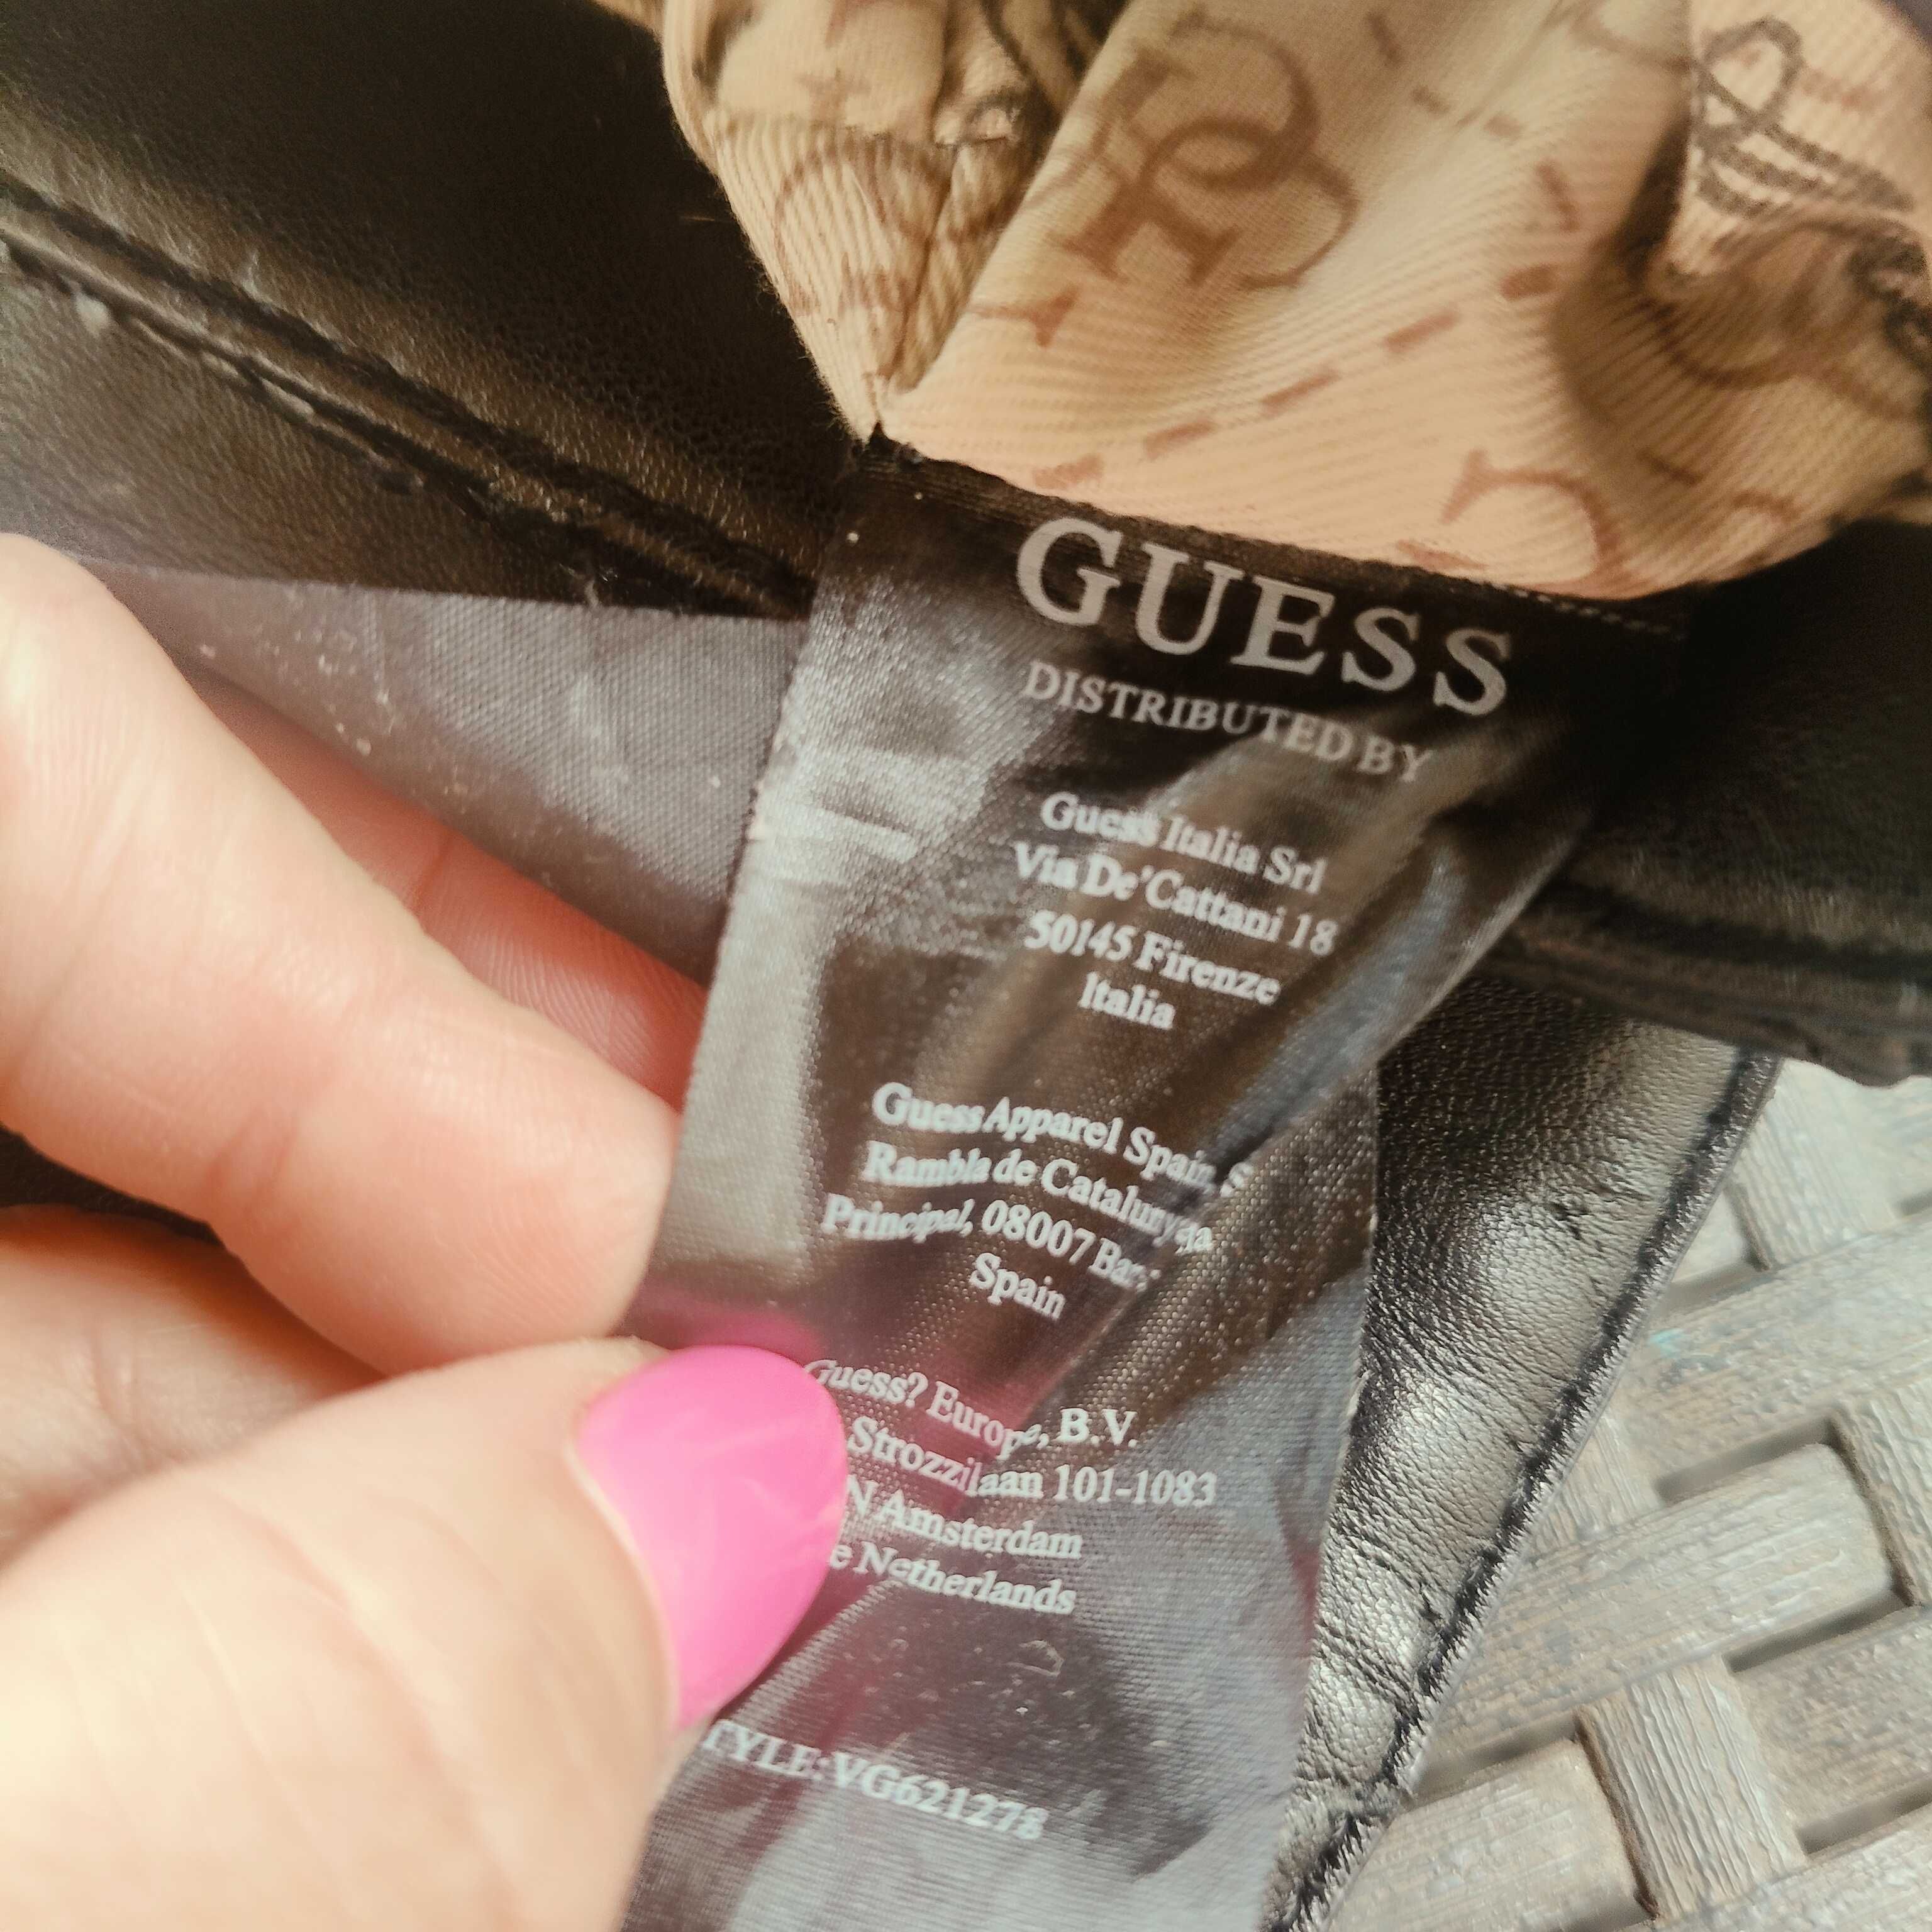 GUESS
DISTRIBUTED BY
Guess Italia Srl
Via De'Cattani 18
50145 Firenze
Italia
Guess Apparel Spain
Rambla de Catalunya
Principal, 08007
Spain
Guess? Europe, B.V.
Strozzilaan 101-1083
Amsterdam
Netherlands
STYLE:VG621278